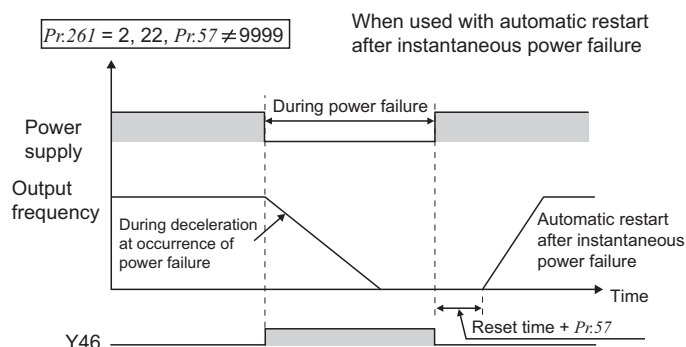 Pr.261 = 2, 22, Pr.57 ≠ 9999
When used with automatic restart
after instantaneous power failure
During power failure
Power
supply
Output
frequency
During deceleration
at occurrence of
power failure
Automatic restart
after instantaneous
power failure
Time
Reset time + Pr.57
Y46